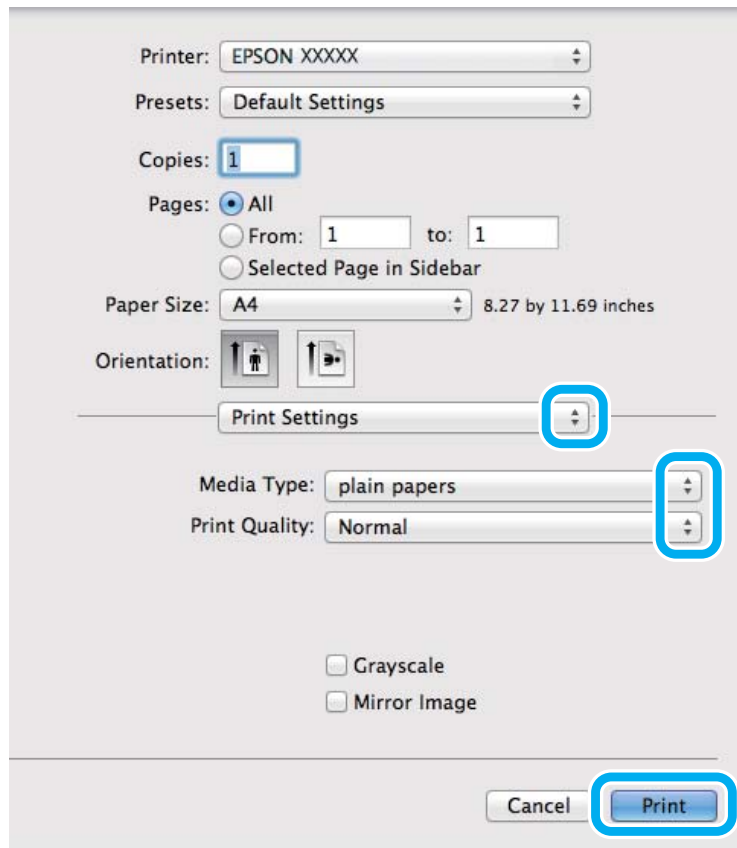 Printer: EPSON XXXXX
Presets: Default Settings
Copies: 1
Pages: All
From: 1 to: 1
Selected Page in Sidebar
Paper Size: A4 8.27 by 11.69 inches
Orientation:
Print Settings
Media Type: plain papers
Print Quality: Normal
Grayscale
Mirror Image
Cancel Print